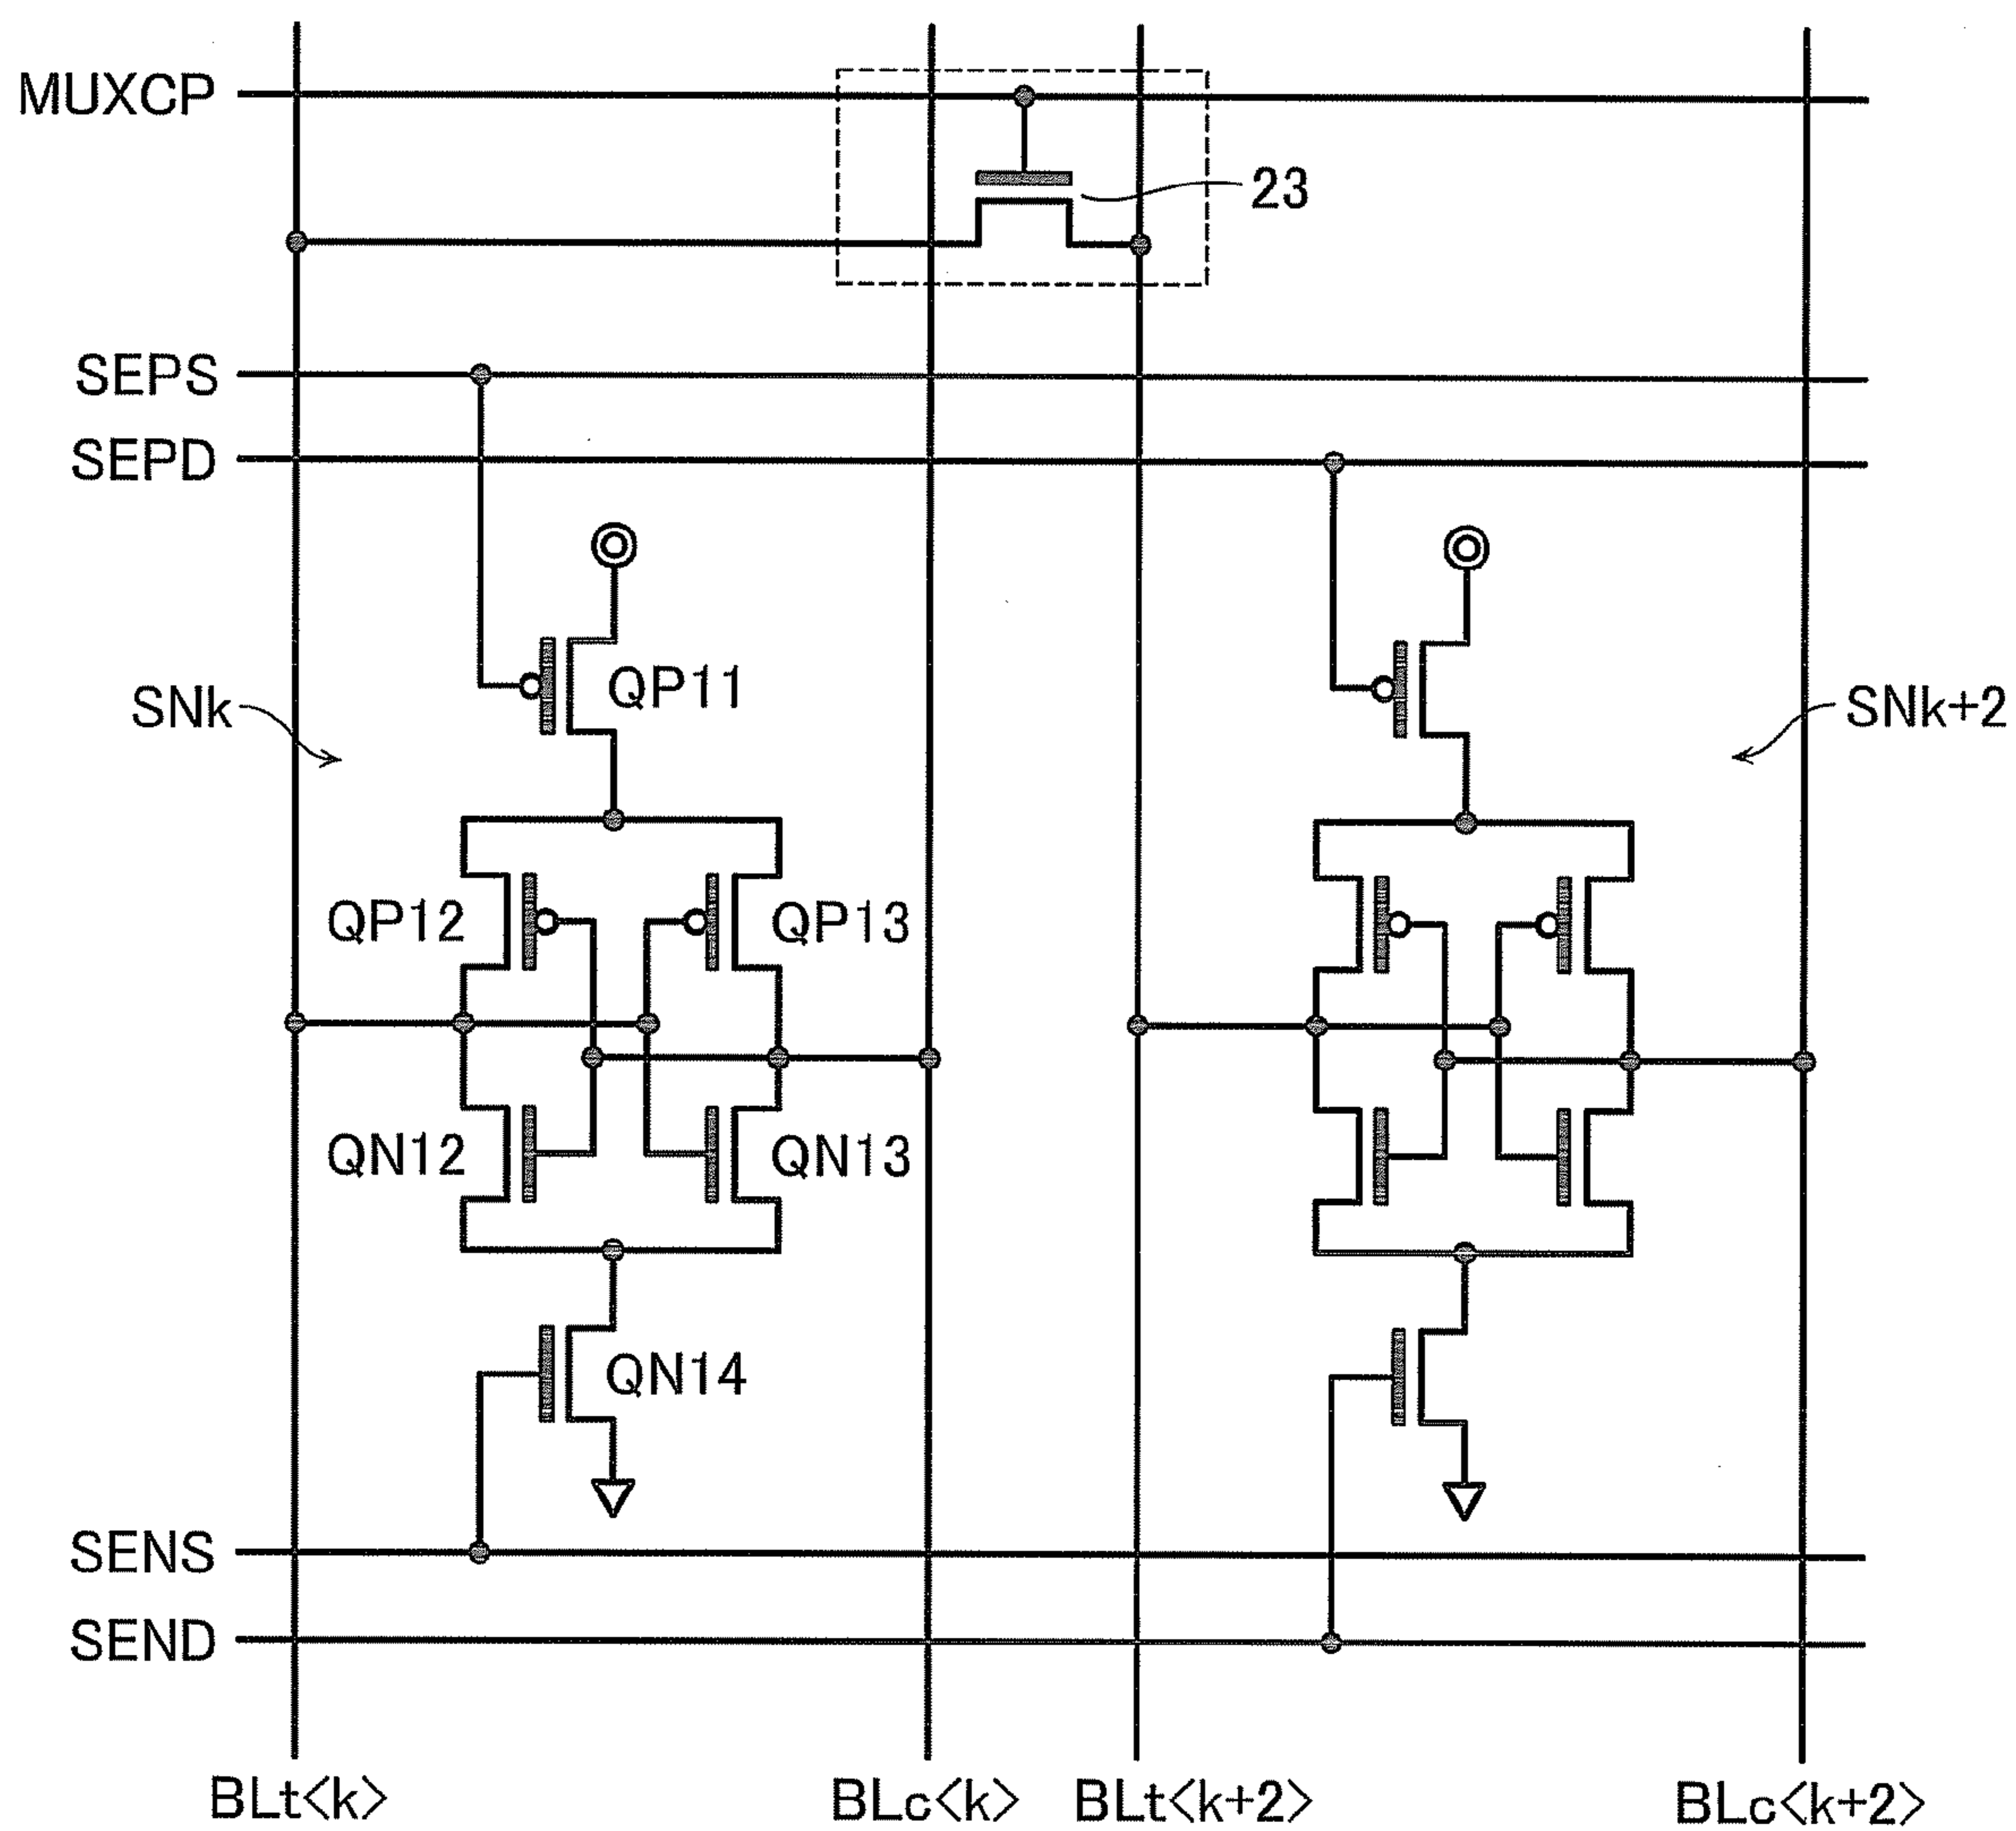 MUXCP
23
SEPS
SEPD
QP11
SNk
SNk+2
QP12
QP13
QN12
QN13
QN14
SENS
SEND
BLt<k>
BLc<k>
BLt<k+2>
BLc<k+2>